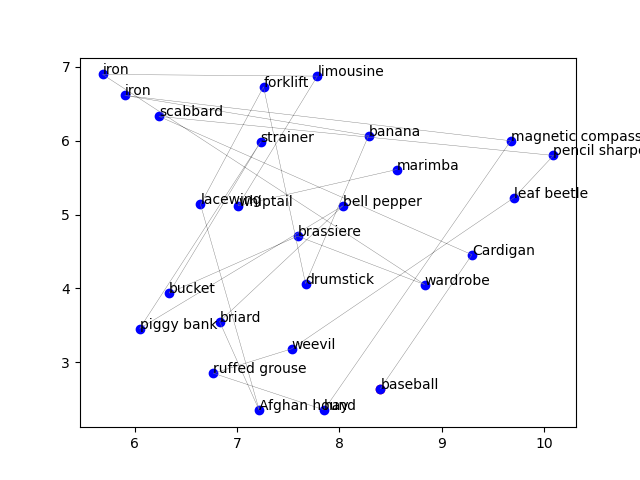 7
6
5
4
3
6
7
8
9
10
iron
limousine
forklift
iron
scabbard
banana
strainer
magnetic compass
pencil sharpe
marimba
leaf beetle
lacewing
whiptail
bell pepper
brassiere
Cardigan
drumstick
wardrobe
bucket
piggy bank
briard
weevil
ruffed grouse
baseball
Afghan hound